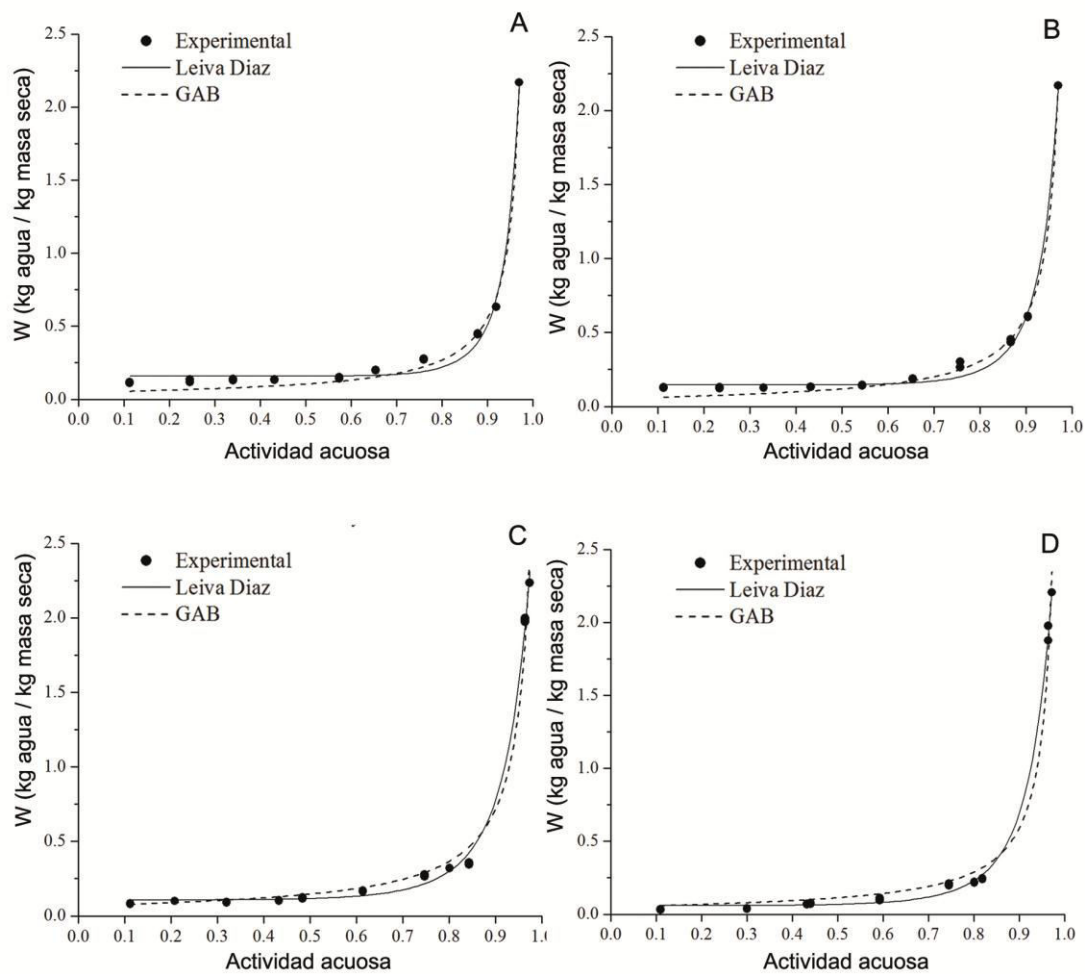 A
Experimental
Leiva Diaz
GAB
W (kg agua / kg masa seca)
2.5
2.0
1.5
1.0
0.5
0.0
0.0 0.1 0.2 0.3 0.4 0.5 0.6 0.7 0.8 0.9 1.0
Actividad acuosa
B
Experimental
Leiva Diaz
GAB
W (kg agua / kg masa seca)
2.5
2.0
1.5
1.0
0.5
0.0
0.0 0.1 0.2 0.3 0.4 0.5 0.6 0.7 0.8 0.9 1.0
Actividad acuosa
C
Experimental
Leiva Diaz
GAB
W (kg agua / kg masa seca)
2.5
2.0
1.5
1.0
0.5
0.0
0.0 0.1 0.2 0.3 0.4 0.5 0.6 0.7 0.8 0.9 1.0
Actividad acuosa
D
Experimental
Leiva Diaz
GAB
W (kg agua / kg masa seca)
2.5
2.0
1.5
1.0
0.5
0.0
0.0 0.1 0.2 0.3 0.4 0.5 0.6 0.7 0.8 0.9 1.0
Actividad acuosa